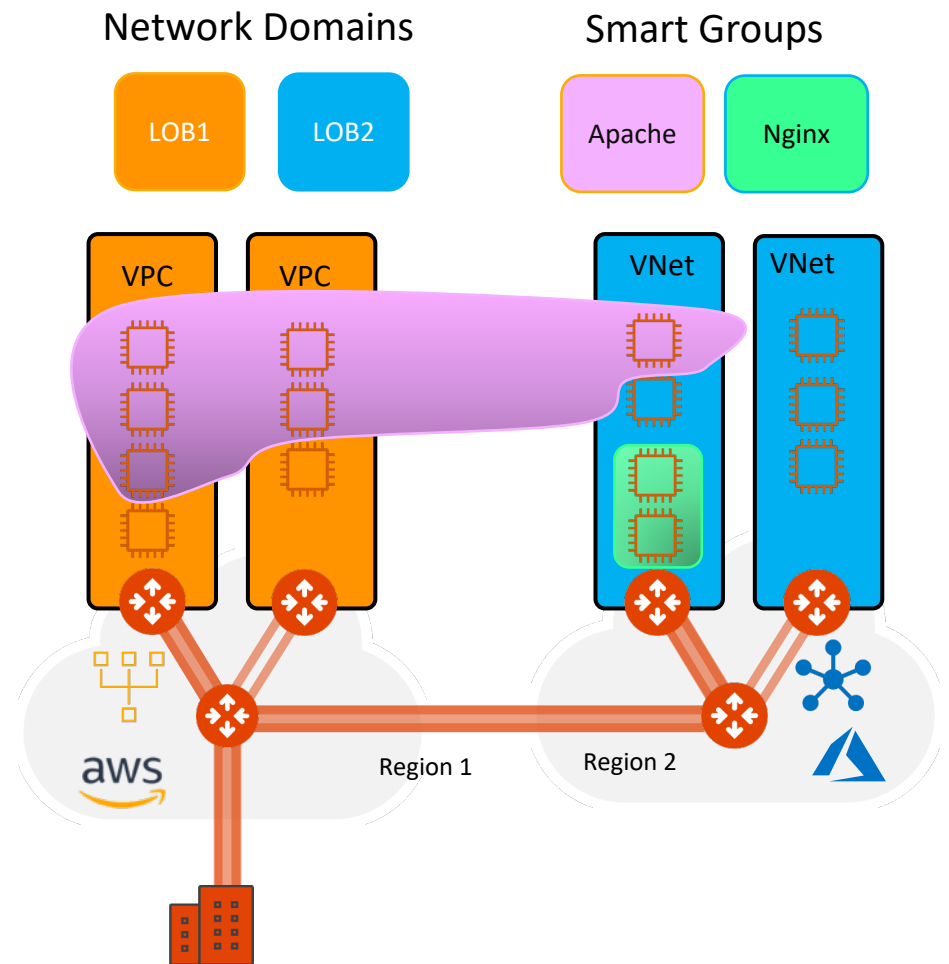 Network Domains
Smart Groups
LOB1
LOB2
Apache
Nginx
VPC
VPC
VNet
VNet
aws
Region 1
Region 2